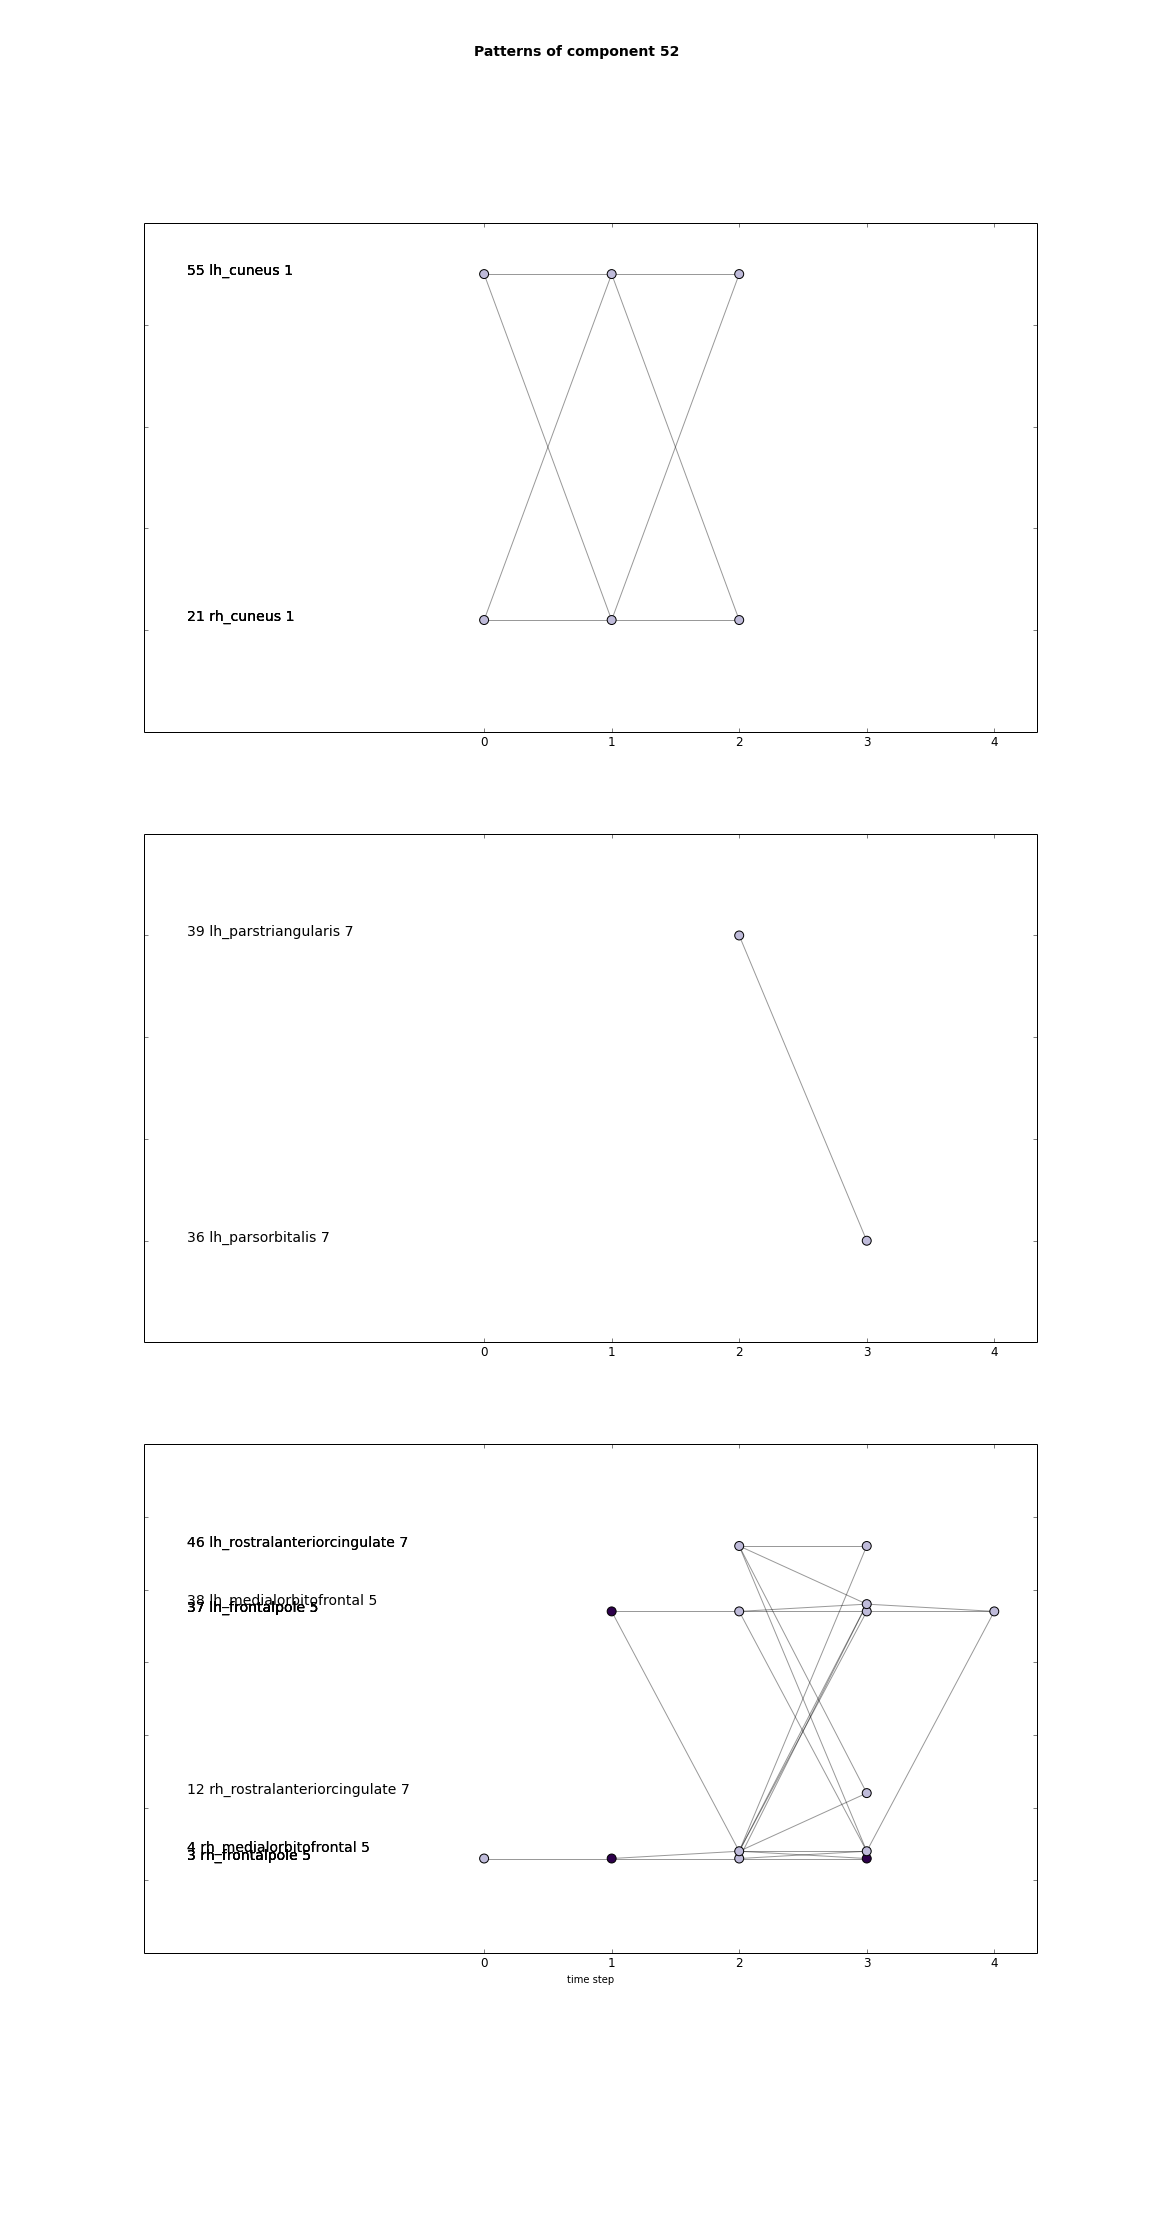 Patterns of component 52
55 lh_cuneus 1
21 rh_cuneus 1
0 1 2 3 4
39 lh_parstriangularis 7
36 lh_parsorbitalis 7
0 1 2 3 4
46 lh_rostralanteriorcingulate 7
38 lh_medialorbitofrontal 5
37 lh_frontalpole 5
12 rh_rostralanteriorcingulate 7
4 rh_medialorbitofrontal 5
3 rh_frontalpole 5
0 1 2 3 4
time step